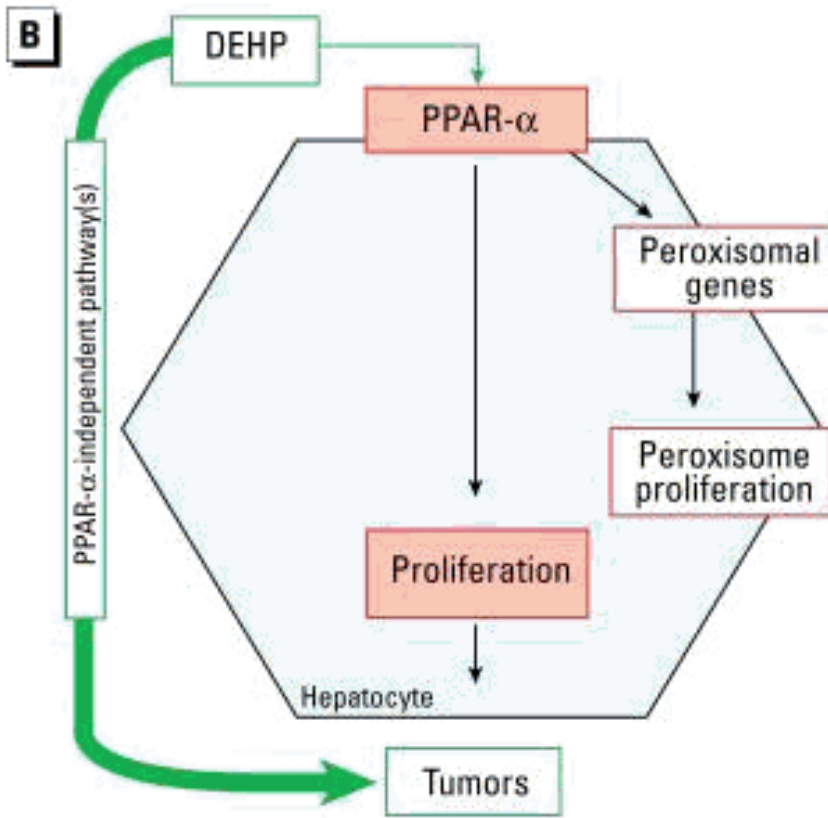 B
DEHP
PPAR-α
PPAR-α-independent pathway(s)
Peroxisomal
genes
Peroxisome
proliferation
Proliferation
Hepatocyte
Tumors